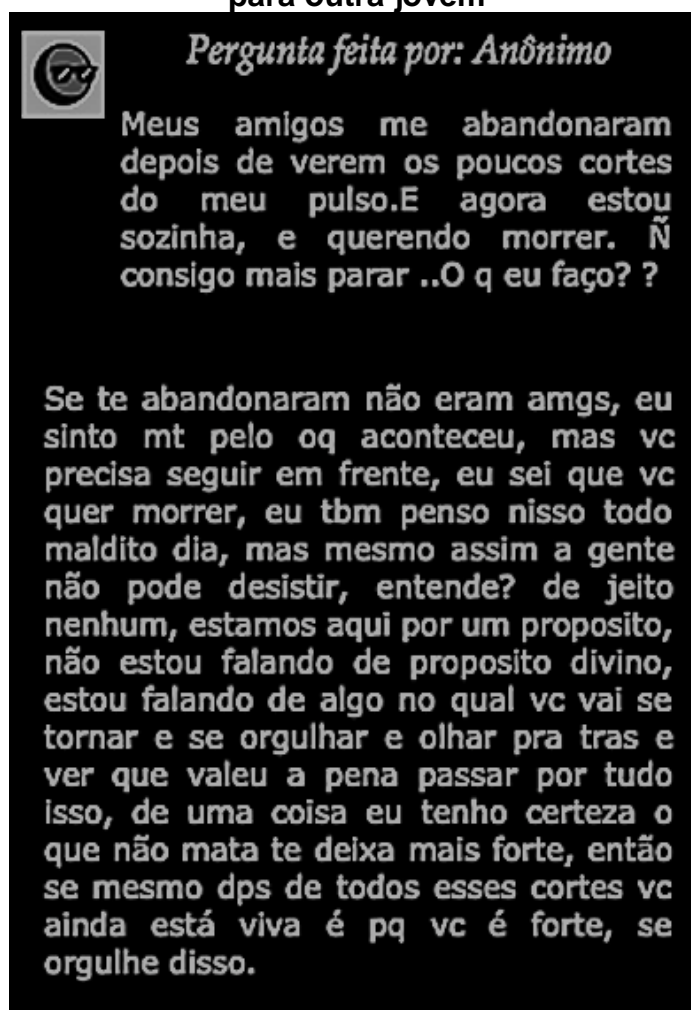 para outra jovem
Pergunta feita por: Anônimo
Meus amigos me abandonaram
depois de verem os poucos cortes
do meu pulso.E agora estou
sozinha, e querendo morrer. Ñ
consigo mais parar ..O q eu faço? ?
Se te abandonaram não eram amgs, eu
sinto mt pelo oq aconteceu, mas vc
precisa seguir em frente, eu sei que vc
quer morrer, eu tbm penso nisso todo
maldito dia, mas mesmo assim a gente
não pode desistir, entende? de jeito
nenhum, estamos aqui por um proposito,
não estou falando de proposito divino,
estou falando de algo no qual vc vai se
tornar e se orgulhar e olhar pra tras e
ver que valeu a pena passar por tudo
isso, de uma coisa eu tenho certeza o
que não mata te deixa mais forte, então
se mesmo dps de todos esses cortes vc
ainda está viva é pq vc é forte, se
orgulhe disso.